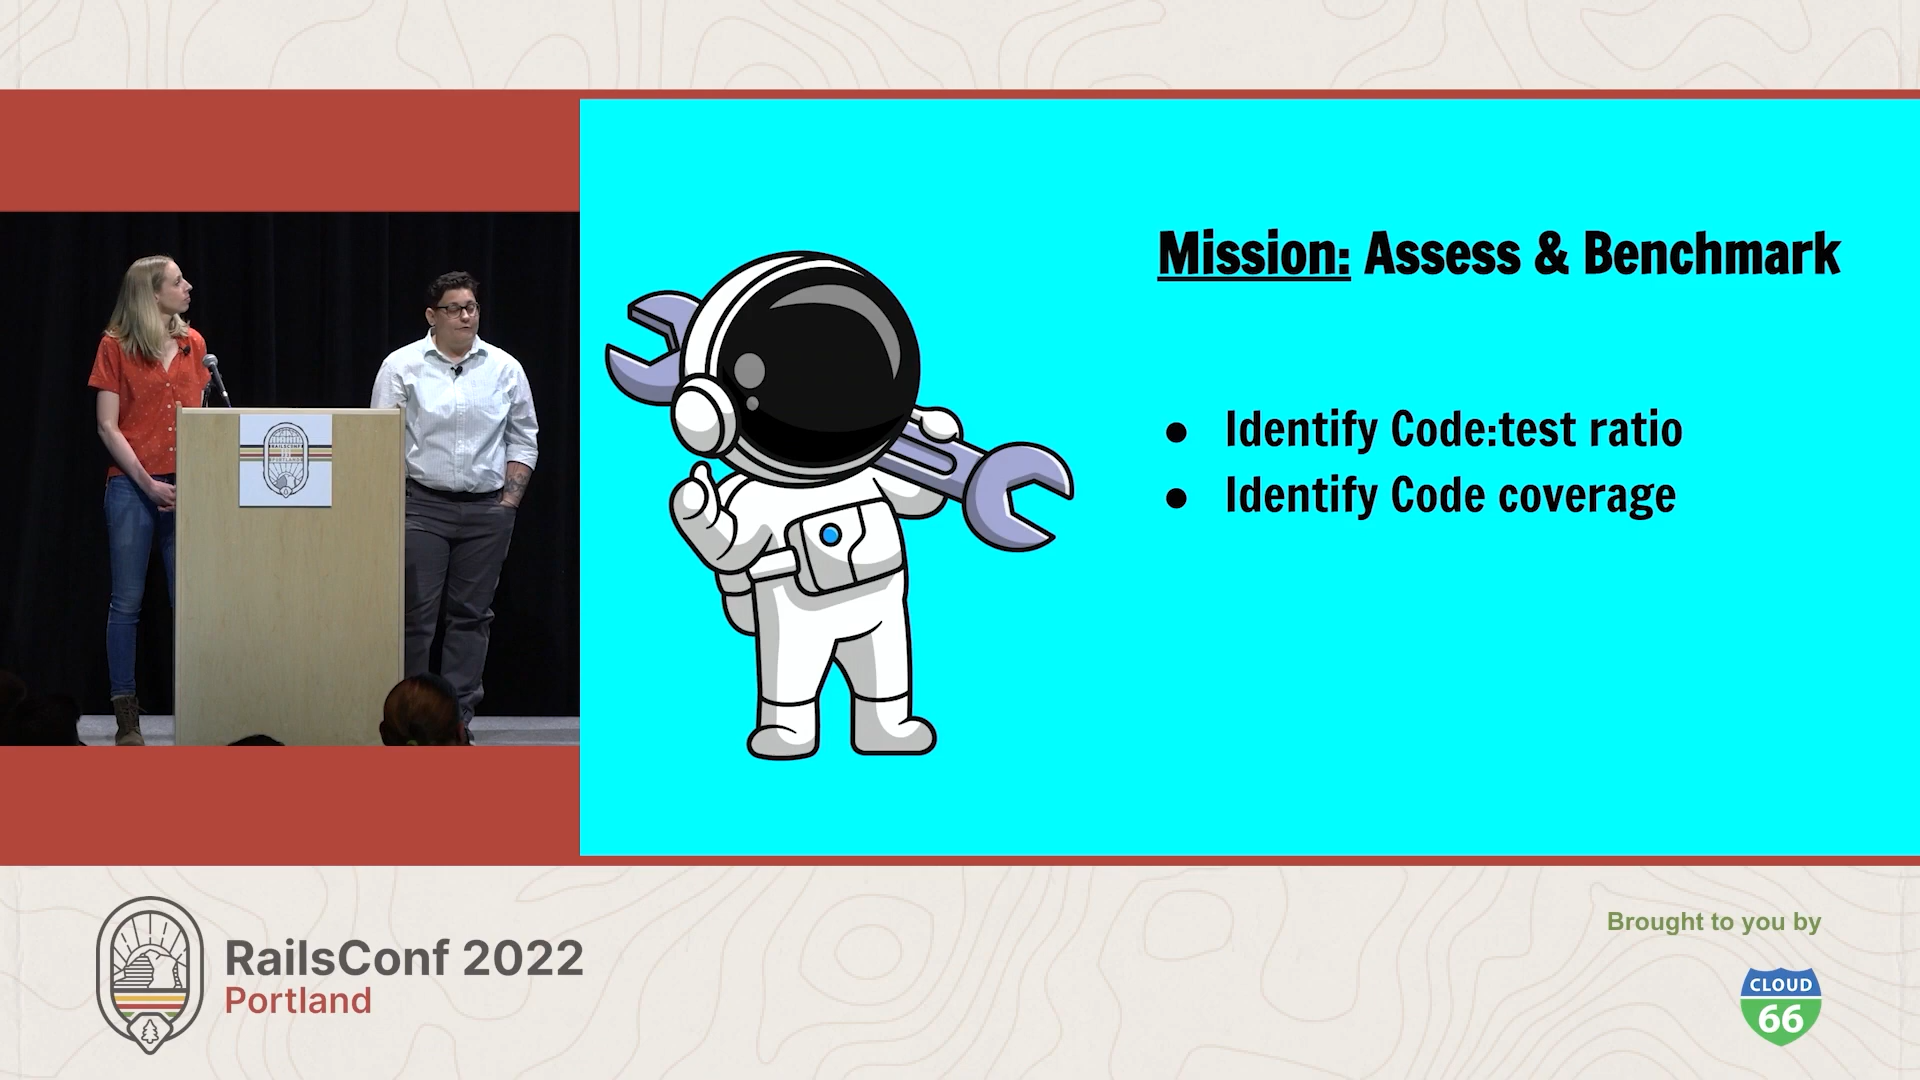 Mission: Assess & Benchmark
● Identify Code:test ratio
● Identify Code coverage
RAILSCONF
RailsConf 2022
Portland
Brought to you by
CLOUD
66